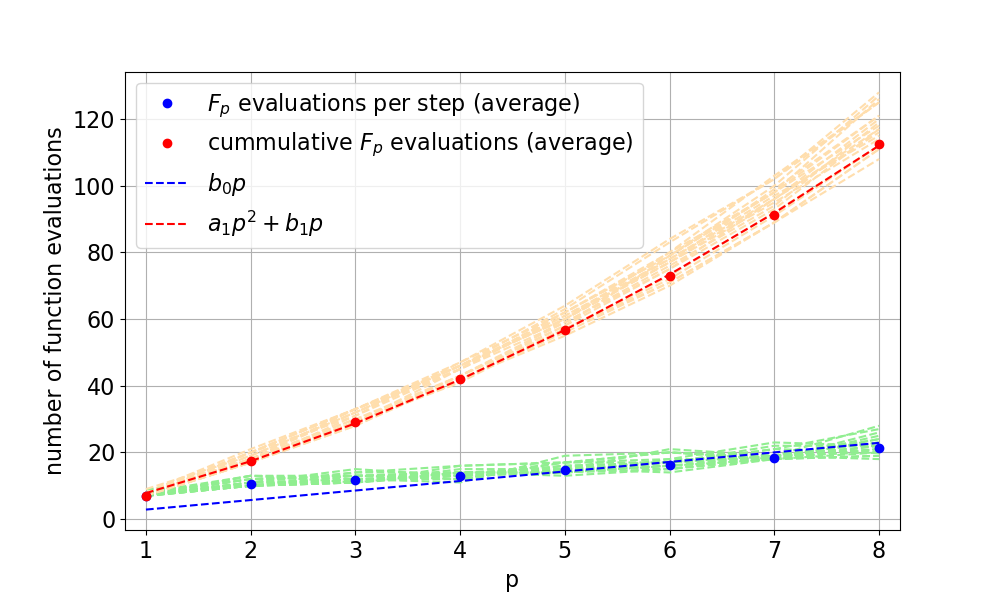 F_p evaluations per step (average)
cummulative F_p evaluations (average)
b_0p
a_1p^2 + b_1p
number of function evaluations
120
100
80
60
40
20
0
1 2 3 4 5 6 7 8
p